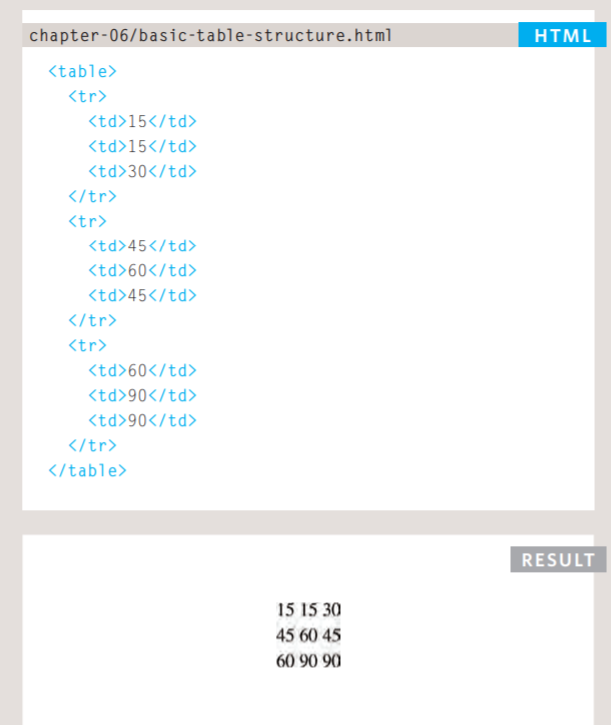 chapter-06/basic-table-structure.html HTML
<table>
  <tr>
    <td>15</td>
    <td>15</td>
    <td>30</td>
  </tr>
  <tr>
    <td>45</td>
    <td>60</td>
    <td>45</td>
  </tr>
  <tr>
    <td>60</td>
    <td>90</td>
    <td>90</td>
  </tr>
</table>
RESULT
15 15 30
45 60 45
60 90 90